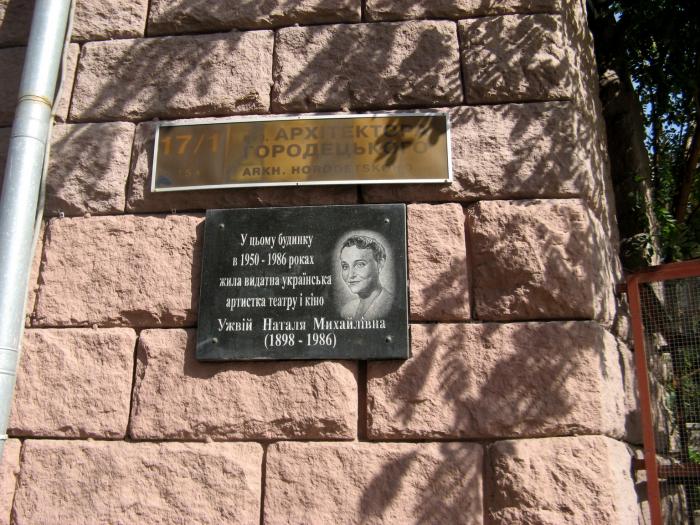 17/1
АРХІТЕКТОРА
ГОРОДЕЦЬКОГО
ARKH.
У цьому будинку
в 1950 - 1986 роках
жила видатна українська
артистка театру і кіно
Ужвій Наталя Михайлівна
(1898 - 1986)